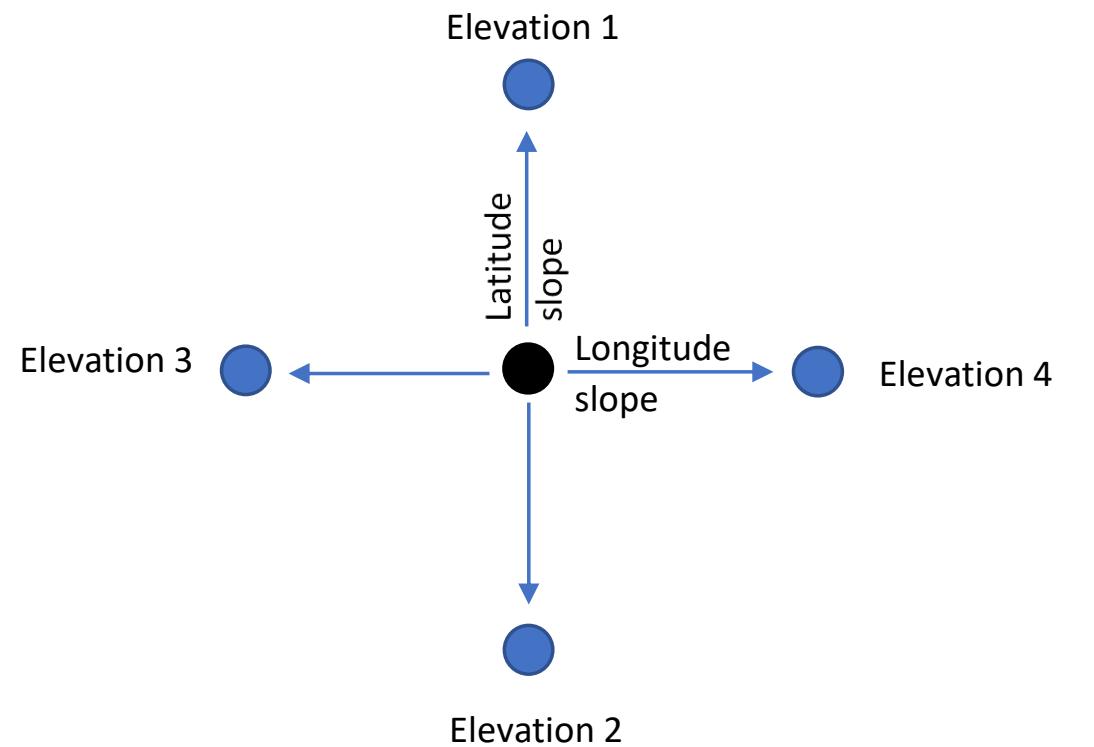 Elevation 1
Latitude
slope
Longitude
slope
Elevation 3
Elevation 4
Elevation 2